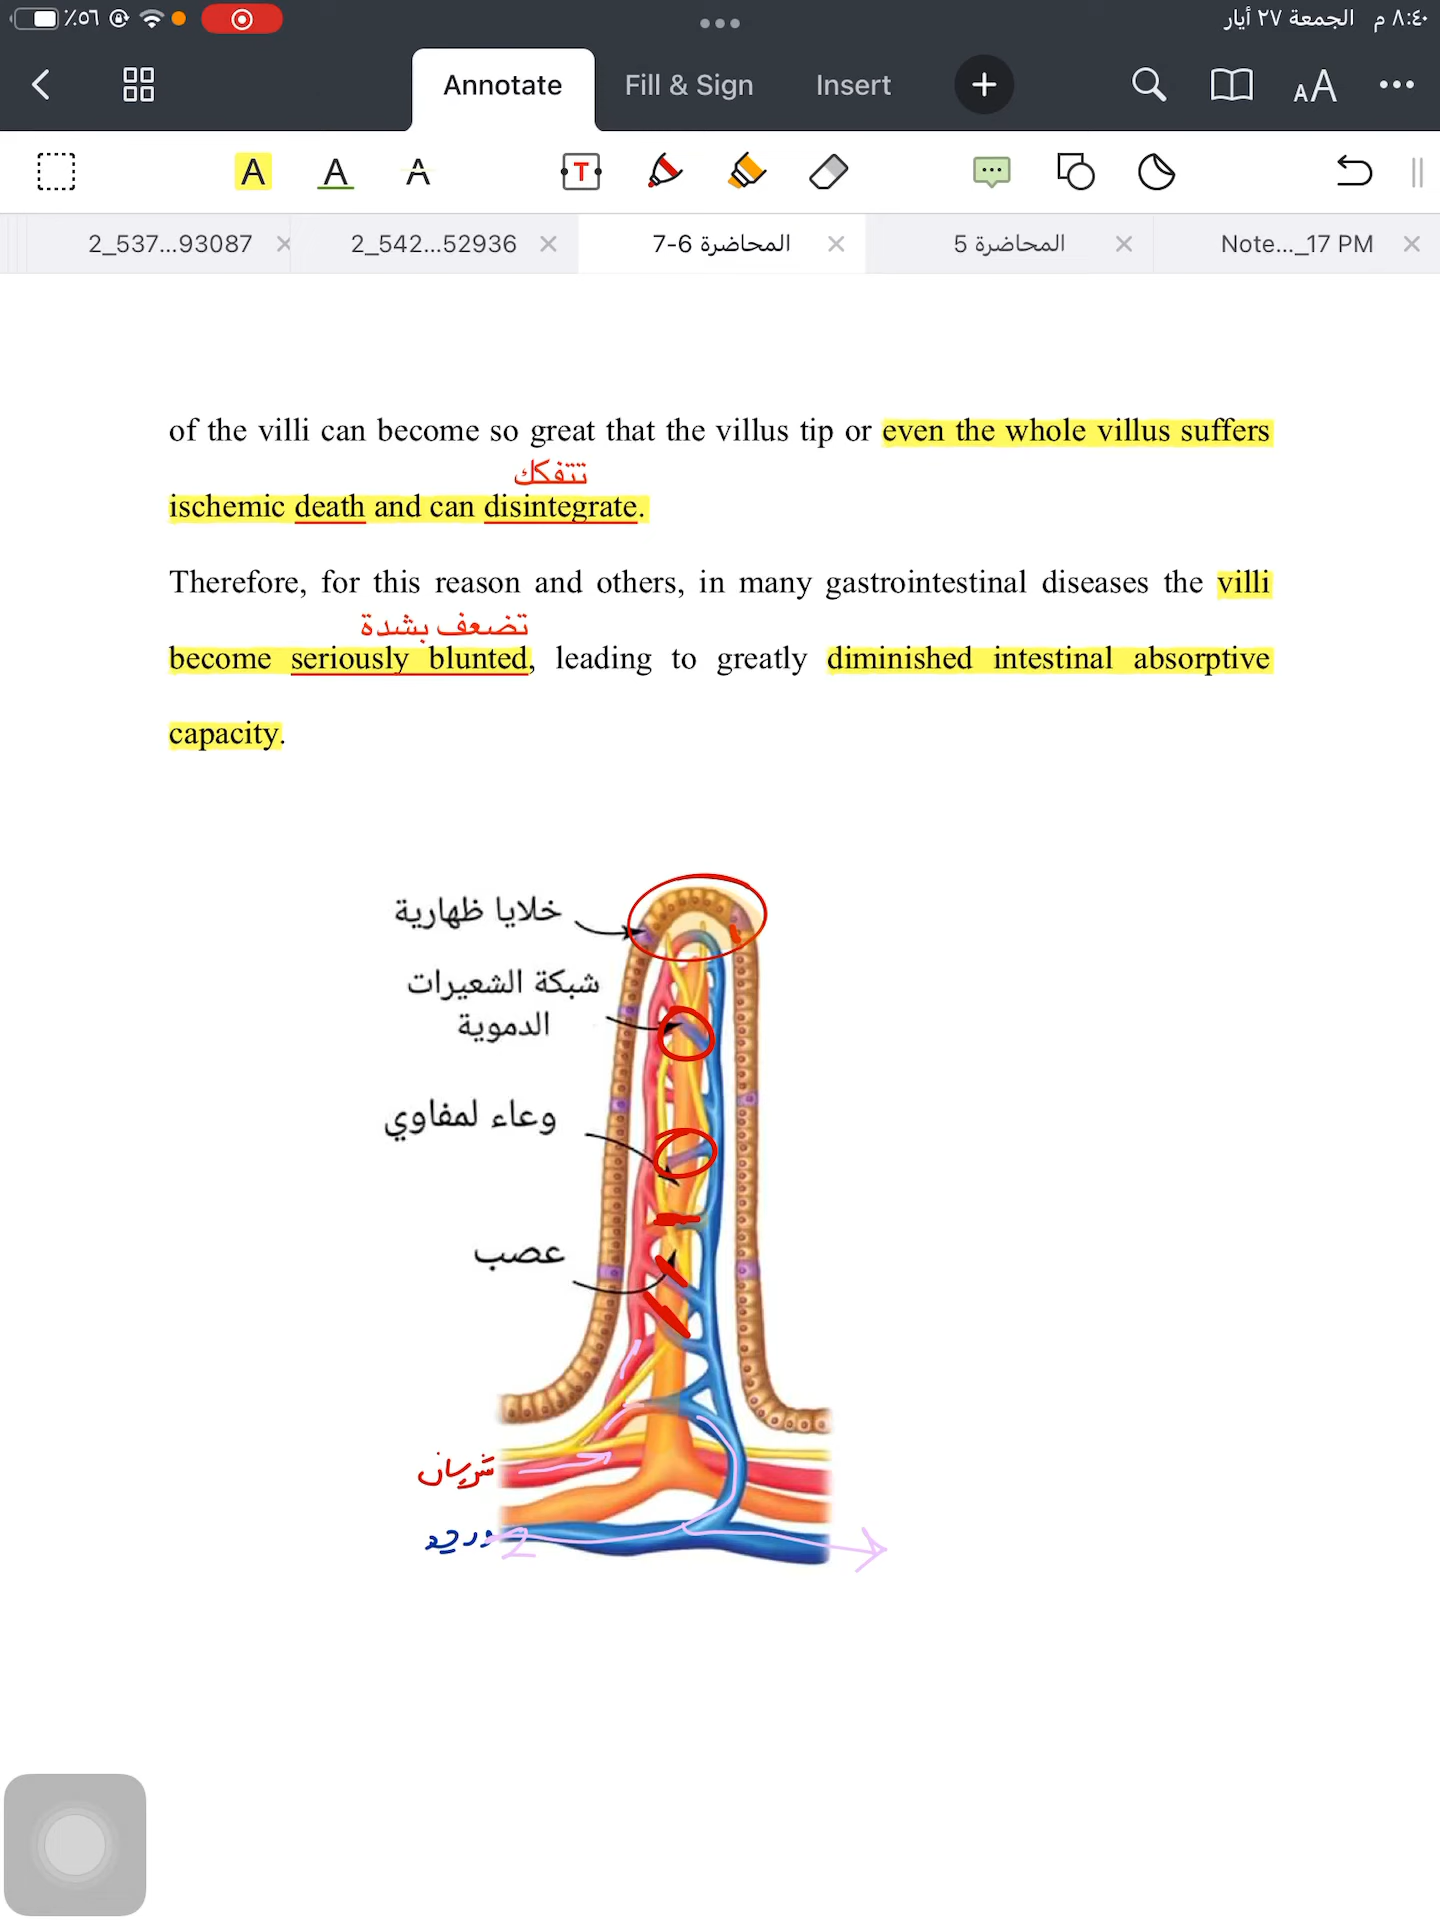 ٪٥٦
٨:٤٠ م الجمعة ٢٧ أيار
Annotate Fill & Sign Insert
AA
A A A T
2_537...93087 2_542...52936 المحاضرة 6-7 المحاضرة 5 Note..._17 PM
of the villi can become so great that the villus tip or even the whole villus suffers
تتفكك
ischemic death and can disintegrate.
Therefore, for this reason and others, in many gastrointestinal diseases the villi
تضعف بشدة
become seriously blunted, leading to greatly diminished intestinal absorptive
capacity.
خلايا ظهارية
شبكة الشعيرات
الدموية
وعاء لمفاوي
عصب
شريان